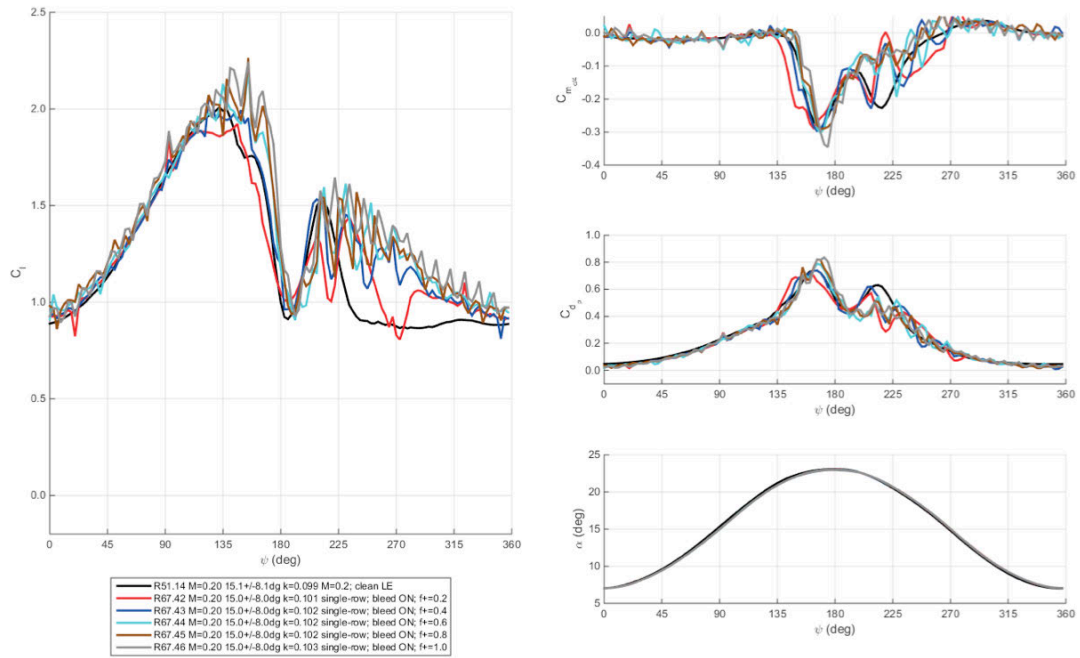 2.5
2.0
1.5
1.0
0.5
0.0
C_l
0 45 90 135 180 225 270 315 360
ψ (deg)
R51.14 M=0.20 15.1+/-8.1dg k=0.099 M=0.2; clean LE
R67.42 M=0.20 15.0+/-8.0dg k=0.101 single-row; bleed ON; f+=0.2
R67.43 M=0.20 15.0+/-8.0dg k=0.102 single-row; bleed ON; f+=0.4
R67.44 M=0.20 15.0+/-8.0dg k=0.102 single-row; bleed ON; f+=0.6
R67.45 M=0.20 15.0+/-8.0dg k=0.102 single-row; bleed ON; f+=0.8
R67.46 M=0.20 15.0+/-8.0dg k=0.103 single-row; bleed ON; f+=1.0
0.0
-0.1
-0.2
-0.3
-0.4
C_m
0 45 90 135 180 225 270 315 360
ψ (deg)
0.8
0.6
0.4
0.2
0.0
C_d_p
0 45 90 135 180 225 270 315 360
ψ (deg)
25
20
15
10
5
α (deg)
0 45 90 135 180 225 270 315 360
ψ (deg)